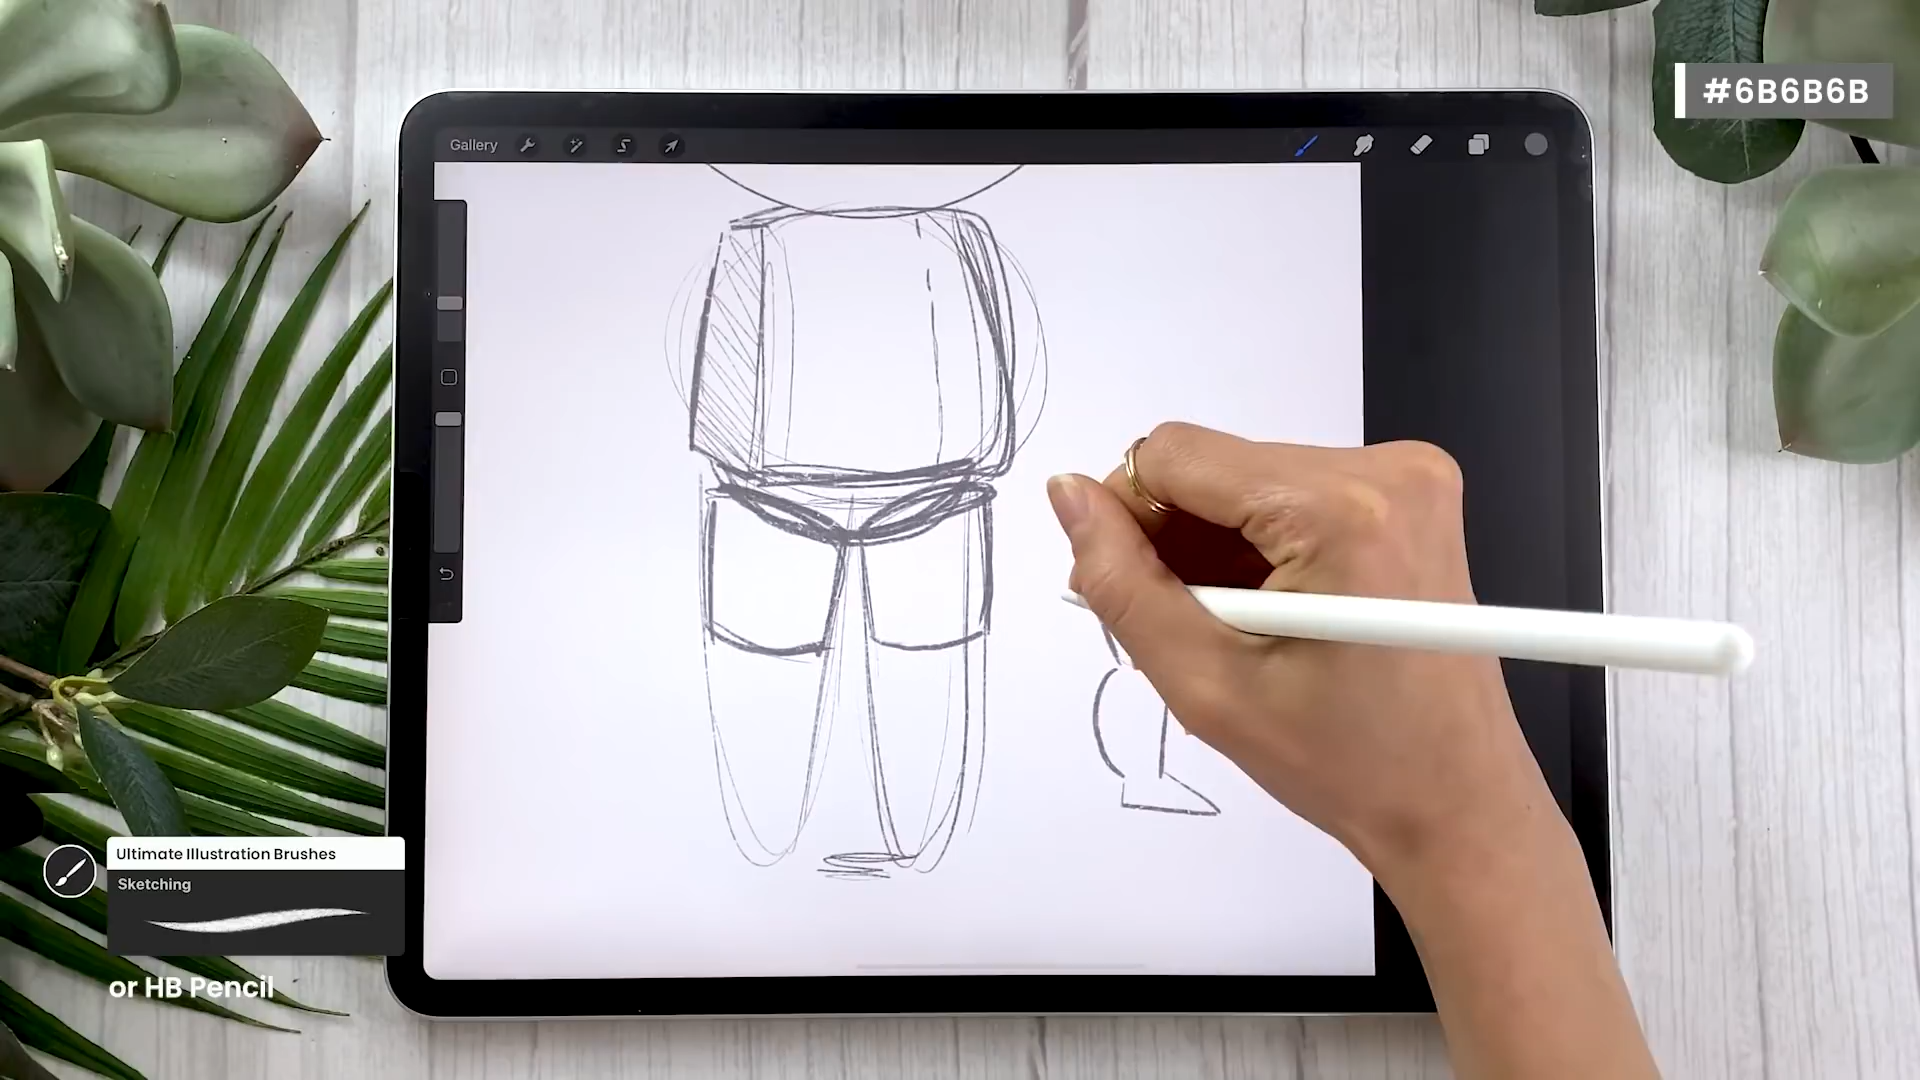 #6B6B6B
Gallery
Ultimate Illustration Brushes
Sketching
or HB Pencil